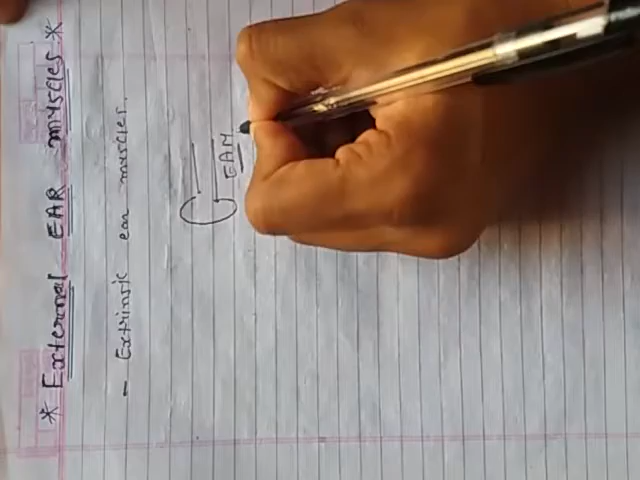 * External EAR muscles *
- Extrinsic ear muscles.
EAM